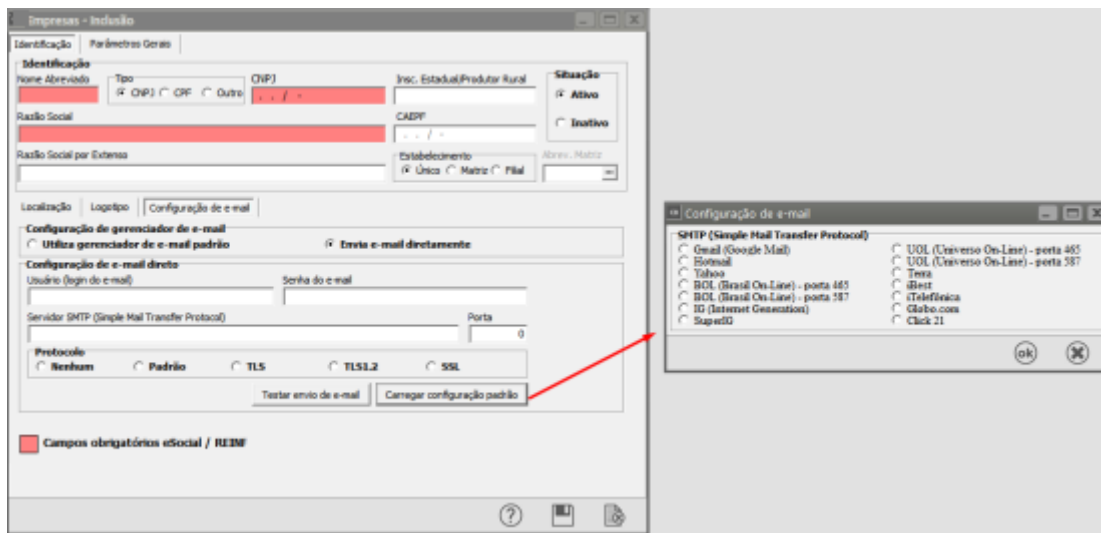 Empresas - Inclusão
Identificação Parâmetros Gerais
Identificação
Nome Abreviado Tipo CNPJ Insc. Estadual/Produtor Rural Situação
CNPJ CPF Outro . . / - Ativo
Razão Social CAEPF Inativo
. . / -
Razão Social por Extenso Estabelecimento Abrev. Matriz
Único Matriz Filial
Localização Logotipo Configuração de e-mail
Configuração de gerenciador de e-mail
Utiliza gerenciador de e-mail padrão Envia e-mail diretamente
Configuração de e-mail direto
Usuário (login do e-mail) Senha do e-mail
Servidor SMTP (Simple Mail Transfer Protocal) Porta
0
Protocolo
Nenhum Padrão TLS TLS1.2 SSL
Testar envio de e-mail Carregar configuração padrão
Campos obrigatórios eSocial / REINF
Configuração de e-mail
SMTP (Simple Mail Transfer Protocol)
Gmail (Google Mail) UOL (Universo On-Line) - porta 465
Hotmail UOL (Universo On-Line) - porta 587
Yahoo Terra
BOL (Brasil On-Line) - porta 465 iBest
BOL (Brasil On-Line) - porta 587 iTelefônica
IG (Internet Generation) Globo.com
SuperIG Click 21
ok